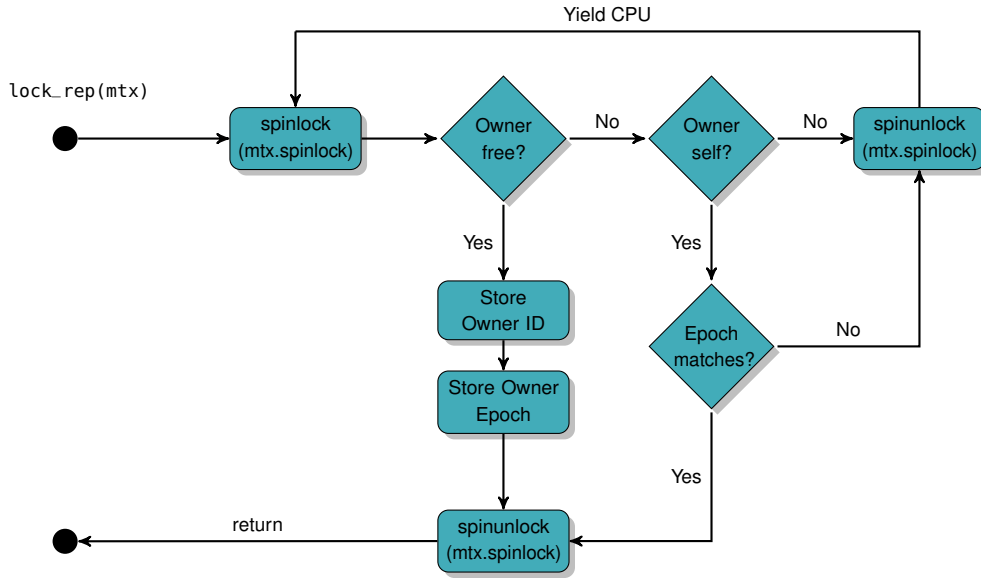 Yield CPU
lock_rep(mtx)
spinlock
(mtx.spinlock)
Owner
free?
No
Owner
self?
No
spinunlock
(mtx.spinlock)
Yes
Yes
Store
Owner ID
Epoch
matches?
No
Store Owner
Epoch
Yes
return
spinunlock
(mtx.spinlock)